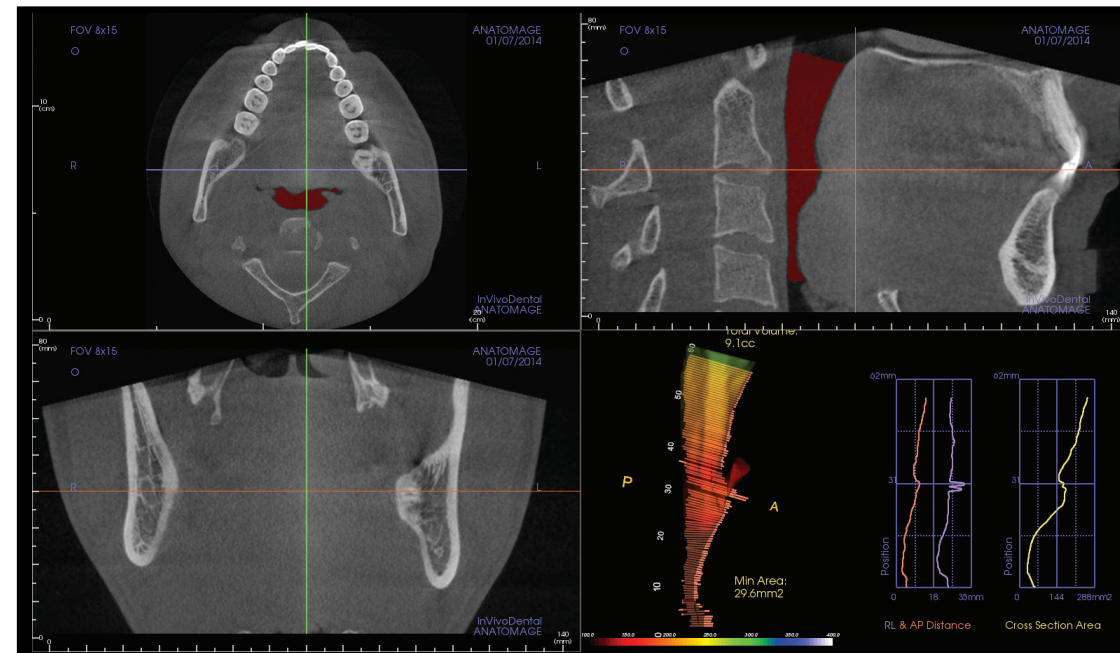 FOV 8x15
ANATOMAGE
01/07/2014
O
10
(cm)
R
L
InVivoDental
ANATOMAGE
0
20
(cm)
80
(mm)
FOV 8x15
ANATOMAGE
01/07/2014
O
R
A
InVivoDental
ANATOMAGE
0
140
(mm)
80
(mm)
FOV 8x15
ANATOMAGE
01/07/2014
O
R
L
InVivoDental
ANATOMAGE
0
140
(mm)
Total Volume:
9.1cc
60
50
40
30
20
10
P
A
Min Area:
29.6mm2
100.0 150.0 200.0 250.0 300.0 350.0 400.0
62mm
31
Position
0 18 35mm
RL & AP Distance
62mm
31
Position
0 144 288mm2
Cross Section Area